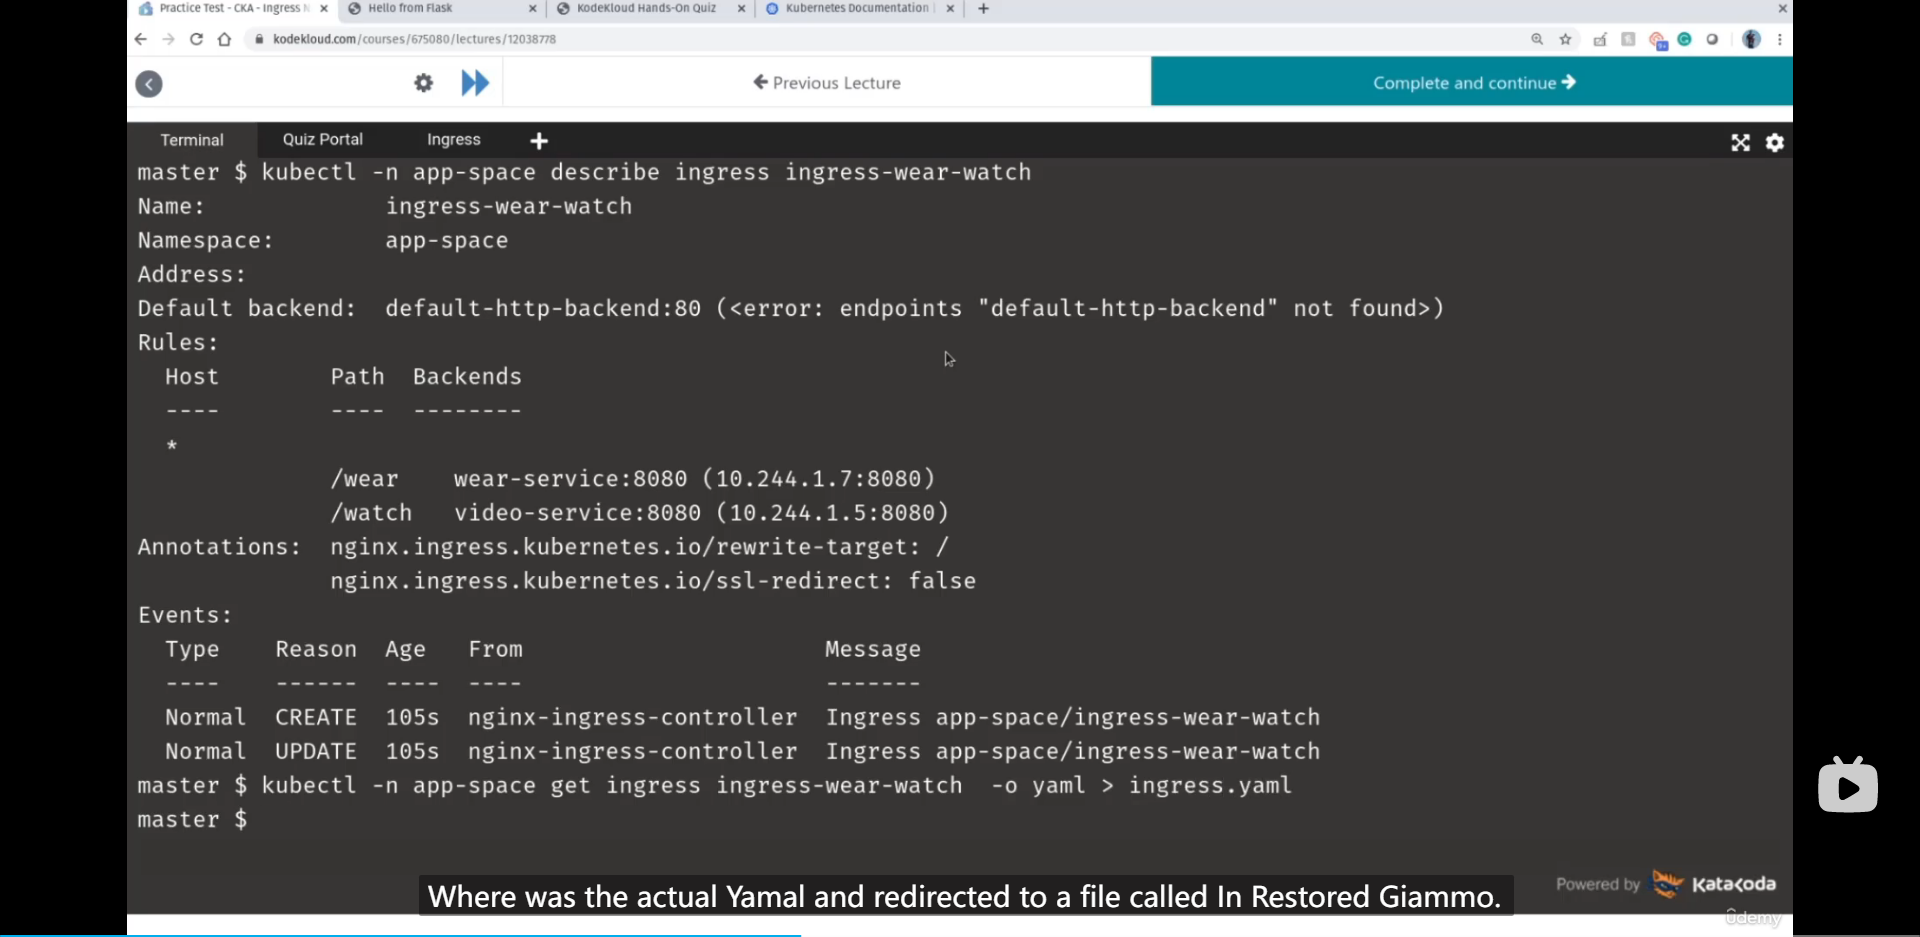 Practice Test - CKA - Ingress N
Hello from Flask
KodeKloud Hands-On Quiz
Kubernetes Documentation
kodekloud.com/courses/675080/lectures/12038778
Previous Lecture
Complete and continue
Terminal
Quiz Portal
Ingress
master $ kubectl -n app-space describe ingress ingress-wear-watch
Name: ingress-wear-watch
Namespace: app-space
Address:
Default backend: default-http-backend:80 (<error: endpoints "default-http-backend" not found>)
Rules:
Host Path Backends
---- ---- --------
*
/wear wear-service:8080 (10.244.1.7:8080)
/watch video-service:8080 (10.244.1.5:8080)
Annotations: nginx.ingress.kubernetes.io/rewrite-target: /
nginx.ingress.kubernetes.io/ssl-redirect: false
Events:
Type Reason Age From Message
---- ------ ---- ---- -------
Normal CREATE 105s nginx-ingress-controller Ingress app-space/ingress-wear-watch
Normal UPDATE 105s nginx-ingress-controller Ingress app-space/ingress-wear-watch
master $ kubectl -n app-space get ingress ingress-wear-watch -o yaml > ingress.yaml
master $
Powered by Katacoda
Where was the actual Yamal and redirected to a file called In Restored Giammo.
ûdemy